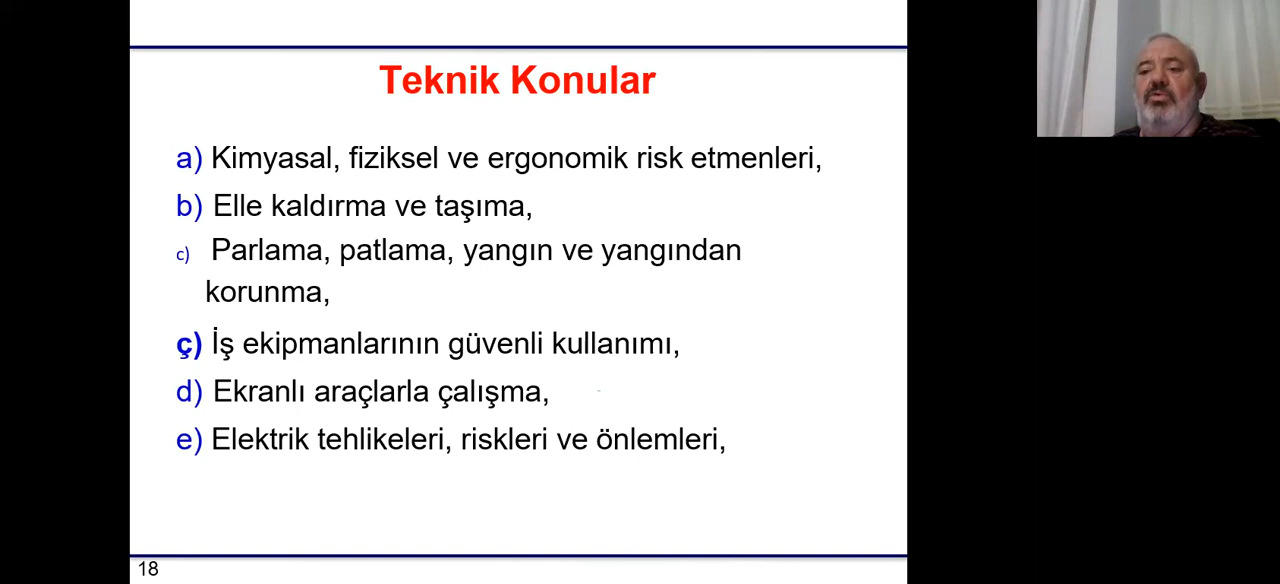 Teknik Konular
a) Kimyasal, fiziksel ve ergonomik risk etmenleri,
b) Elle kaldırma ve taşıma,
c) Parlama, patlama, yangın ve yangından
korunma,
ç) İş ekipmanlarının güvenli kullanımı,
d) Ekranlı araçlarla çalışma,
e) Elektrik tehlikeleri, riskleri ve önlemleri,
18